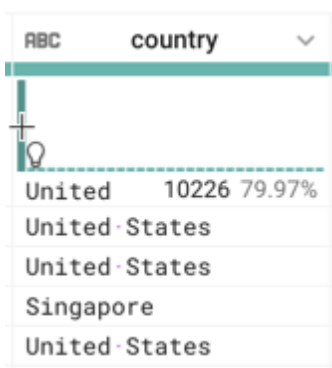 ABC country
United 10226 79.97%
United·States
United·States
Singapore
United·States